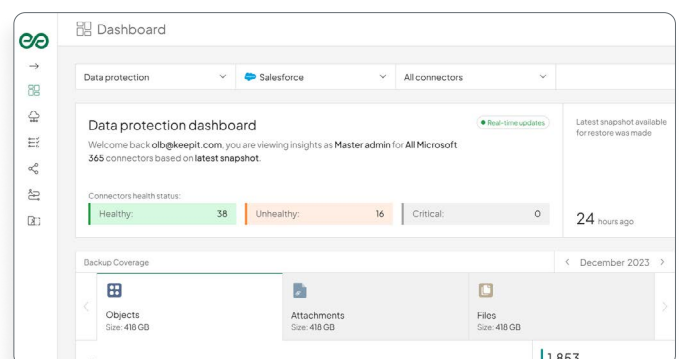 Dashboard
Data protection
Salesforce
All connectors
Data protection dashboard
Real-time updates
Welcome back olb@keepit.com, you are viewing insights as Master admin for All Microsoft
365 connectors based on latest snapshot.
Latest snapshot available
for restore was made
Connectors health status:
Healthy: 38
Unhealthy: 16
Critical: 0
24 hours ago
Backup Coverage
December 2023
Objects
Size: 418 GB
Attachments
Size: 418 GB
Files
Size: 418 GB
1,853